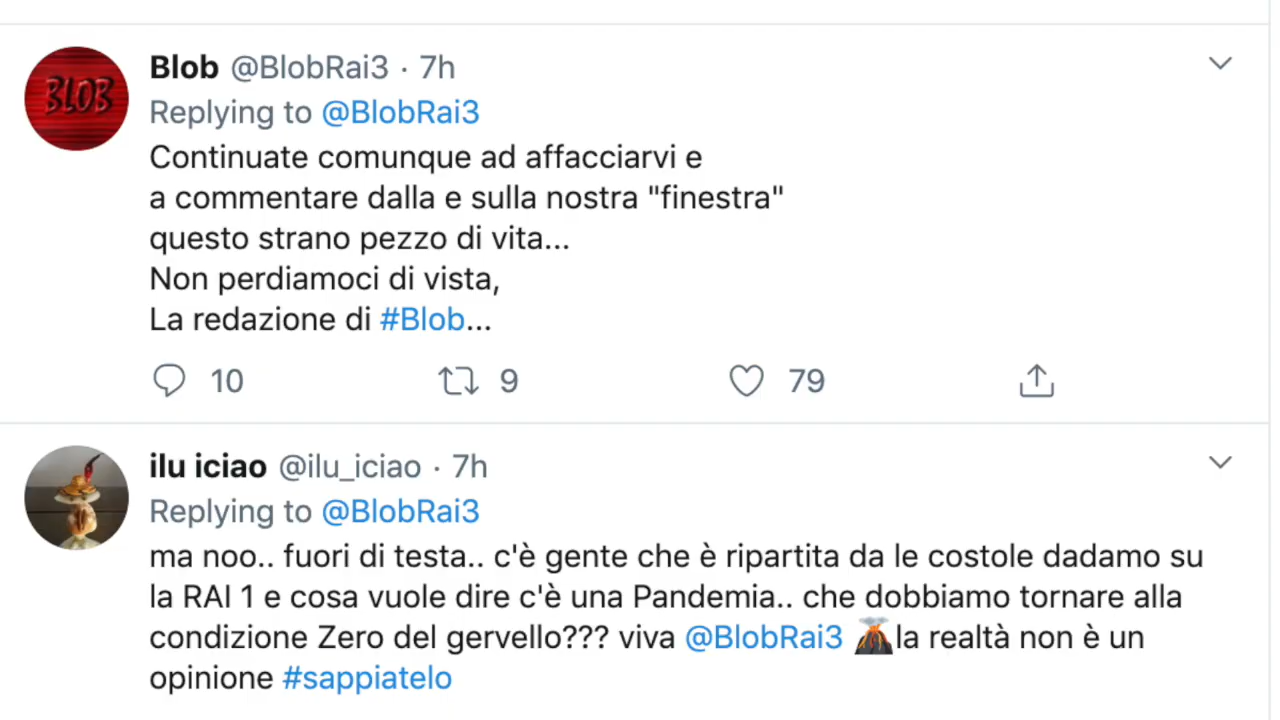 BLOB
Blob @BlobRai3 · 7h
Replying to @BlobRai3
Continuate comunque ad affacciarvi e
a commentare dalla e sulla nostra "finestra"
questo strano pezzo di vita...
Non perdiamoci di vista,
La redazione di #Blob...
10 9 79
ilu iciao @ilu_iciao · 7h
Replying to @BlobRai3
ma noo.. fuori di testa.. c'è gente che è ripartita da le costole dadamo su
la RAI 1 e cosa vuole dire c'è una Pandemia.. che dobbiamo tornare alla
condizione Zero del gervello??? viva @BlobRai3 🌋la realtà non è un
opinione #sappiatelo